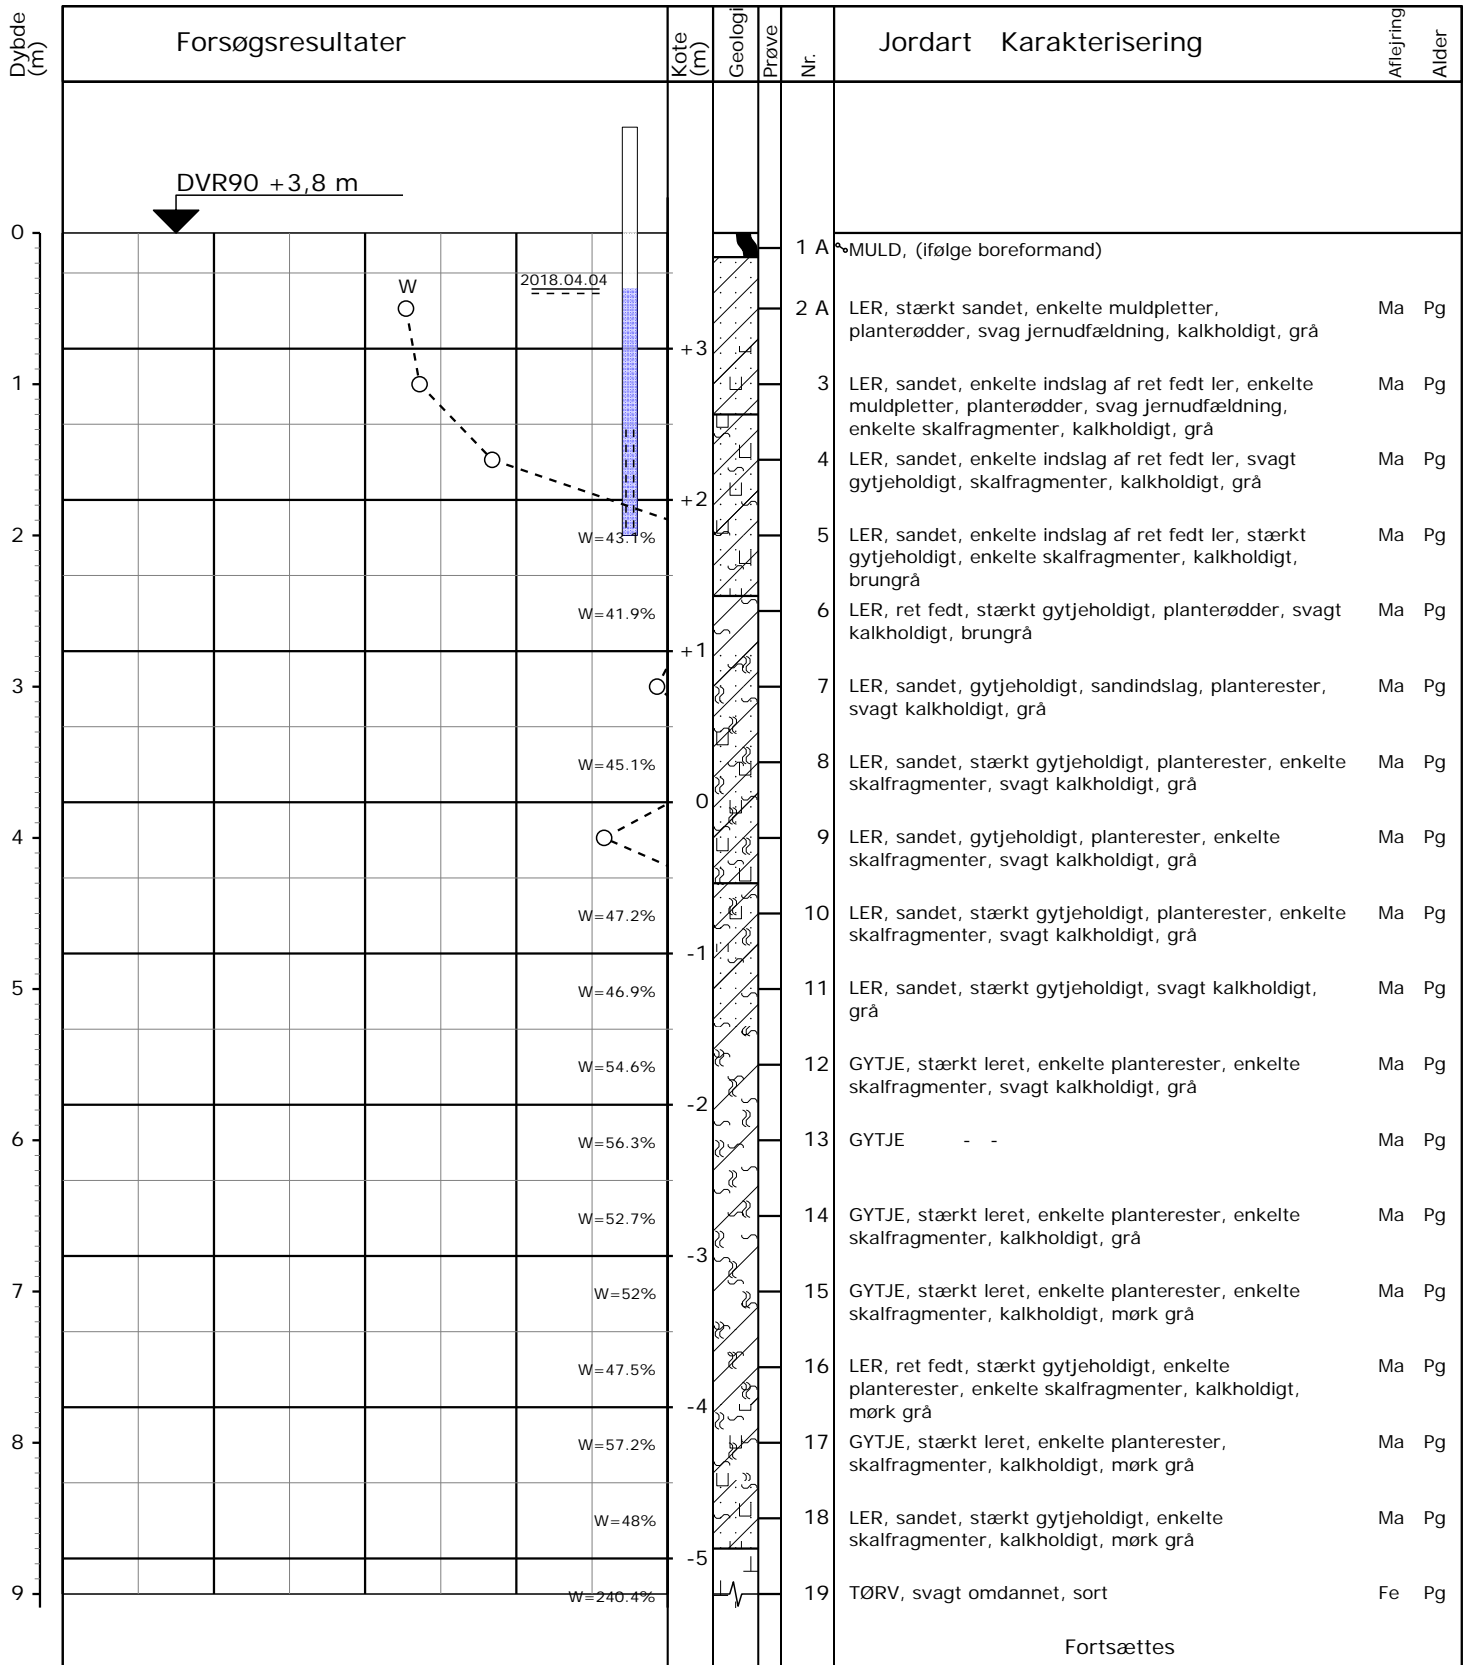 Dybde
(m)
Forsøgsresultater
Kote
(m)
Geologi
Prøve
Nr.
Jordart Karakterisering
Aflejring
Alder
DVR90 +3,8 m
0
1 A MULD, (ifølge boreformand)
2018.04.04
W
2 A LER, stærkt sandet, enkelte muldpletter, Ma Pg
planterødder, svag jernudfældning, kalkholdigt, grå
+3
1
3 LER, sandet, enkelte indslag af ret fedt ler, enkelte Ma Pg
muldpletter, planterødder, svag jernudfældning,
enkelte skalfragmenter, kalkholdigt, grå
4 LER, sandet, enkelte indslag af ret fedt ler, svagt Ma Pg
gytjeholdigt, skalfragmenter, kalkholdigt, grå
+2
2
W=43.1%
5 LER, sandet, enkelte indslag af ret fedt ler, stærkt Ma Pg
gytjeholdigt, enkelte skalfragmenter, kalkholdigt,
brungrå
W=41.9%
6 LER, ret fedt, stærkt gytjeholdigt, planterødder, svagt Ma Pg
kalkholdigt, brungrå
+1
3
7 LER, sandet, gytjeholdigt, sandindslag, planterester, Ma Pg
svagt kalkholdigt, grå
W=45.1%
8 LER, sandet, stærkt gytjeholdigt, planterester, enkelte Ma Pg
skalfragmenter, svagt kalkholdigt, grå
0
4
9 LER, sandet, gytjeholdigt, planterester, enkelte Ma Pg
skalfragmenter, svagt kalkholdigt, grå
W=47.2%
10 LER, sandet, stærkt gytjeholdigt, planterester, enkelte Ma Pg
skalfragmenter, svagt kalkholdigt, grå
-1
5
W=46.9%
11 LER, sandet, stærkt gytjeholdigt, svagt kalkholdigt, Ma Pg
grå
W=54.6%
12 GYTJE, stærkt leret, enkelte planterester, enkelte Ma Pg
skalfragmenter, svagt kalkholdigt, grå
-2
6
W=56.3%
13 GYTJE - - Ma Pg
W=52.7%
14 GYTJE, stærkt leret, enkelte planterester, enkelte Ma Pg
skalfragmenter, kalkholdigt, grå
-3
7
W=52%
15 GYTJE, stærkt leret, enkelte planterester, enkelte Ma Pg
skalfragmenter, kalkholdigt, mørk grå
W=47.5%
16 LER, ret fedt, stærkt gytjeholdigt, enkelte Ma Pg
planterester, enkelte skalfragmenter, kalkholdigt,
mørk grå
-4
8
W=57.2%
17 GYTJE, stærkt leret, enkelte planterester, Ma Pg
skalfragmenter, kalkholdigt, mørk grå
W=48%
18 LER, sandet, stærkt gytjeholdigt, enkelte Ma Pg
skalfragmenter, kalkholdigt, mørk grå
-5
9
W=240.4%
19 TØRV, svagt omdannet, sort Fe Pg
Fortsættes